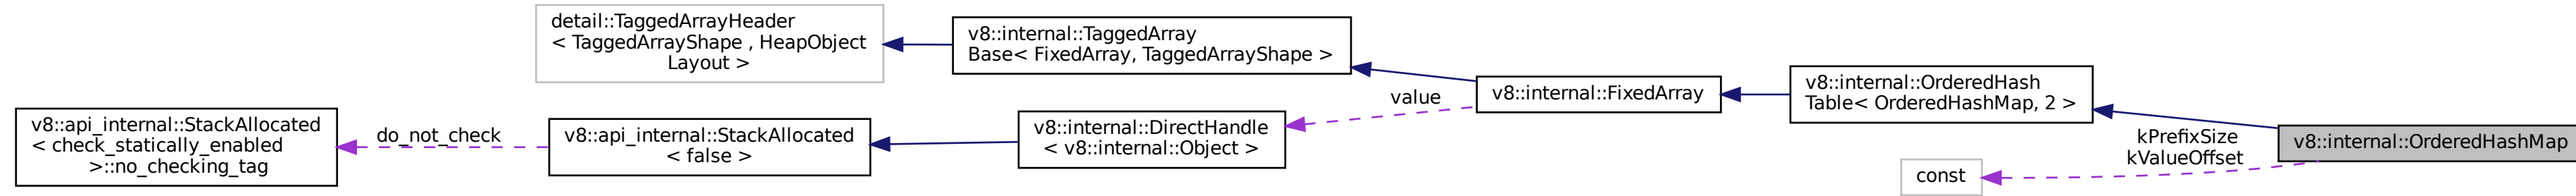 detail::TaggedArrayHeader
< TaggedArrayShape , HeapObject
Layout >
v8::internal::TaggedArray
Base< FixedArray, TaggedArrayShape >
v8::internal::FixedArray
v8::internal::OrderedHash
Table< OrderedHashMap, 2 >
v8::internal::OrderedHashMap
value
v8::api_internal::StackAllocated
< check_statically_enabled
>::no_checking_tag
do_not_check
v8::api_internal::StackAllocated
< false >
v8::internal::DirectHandle
< v8::internal::Object >
kPrefixSize
kValueOffset
const